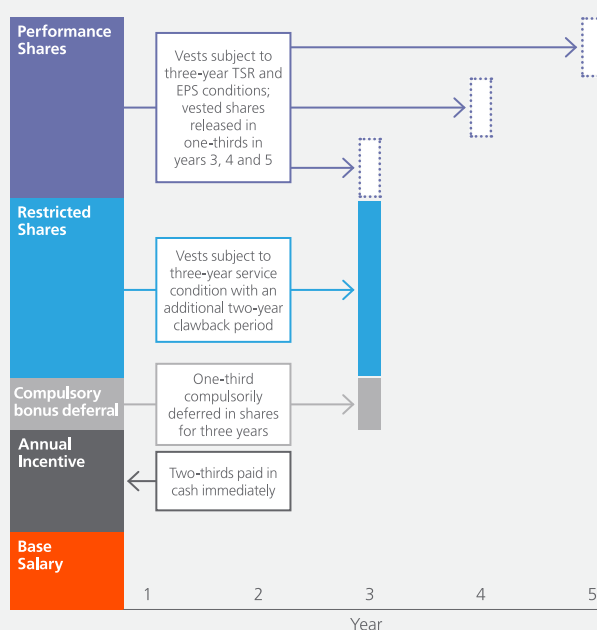 Performance
Shares
Vests subject to
three-year TSR and
EPS conditions;
vested shares
released in
one-thirds in
years 3, 4 and 5
Restricted
Shares
Vests subject to
three-year service
condition with an
additional two-year
clawback period
Compulsory
bonus deferral
One-third
compulsorily
deferred in shares
for three years
Annual
Incentive
Two-thirds paid in
cash immediately
Base
Salary
1 2 3 4 5
Year